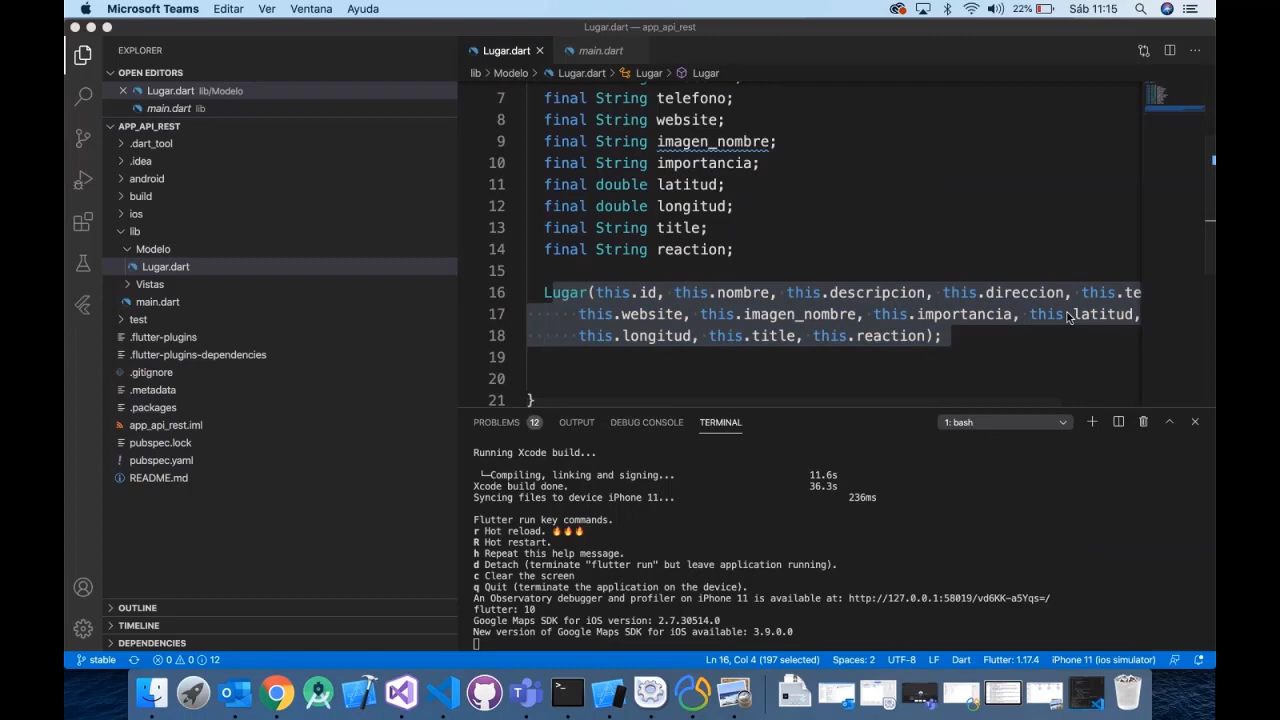 Microsoft Teams Editar Ver Ventana Ayuda 22% Sáb 11:15
Lugar.dart — app_api_rest
EXPLORER
OPEN EDITORS
Lugar.dart lib/Modelo
main.dart lib
APP_API_REST
.dart_tool
.idea
android
build
ios
lib
Modelo
Lugar.dart
Vistas
main.dart
test
.flutter-plugins
.flutter-plugins-dependencies
.gitignore
.metadata
.packages
app_api_rest.iml
pubspec.lock
pubspec.yaml
README.md
OUTLINE
TIMELINE
DEPENDENCIES
Lugar.dart main.dart
lib Modelo Lugar.dart Lugar Lugar
7 final String telefono;
8 final String website;
9 final String imagen_nombre;
10 final String importancia;
11 final double latitud;
12 final double longitud;
13 final String title;
14 final String reaction;
15
16 Lugar(this.id, this.nombre, this.descripcion, this.direccion, this.te
17 this.website, this.imagen_nombre, this.importancia, this.latitud,
18 this.longitud, this.title, this.reaction);
19
20
21 }
PROBLEMS 12 OUTPUT DEBUG CONSOLE TERMINAL 1: bash
Running Xcode build...
└─Compiling, linking and signing... 11.6s
Xcode build done. 36.3s
Syncing files to device iPhone 11... 236ms
Flutter run key commands.
r Hot reload. 🔥🔥🔥
R Hot restart.
h Repeat this help message.
d Detach (terminate "flutter run" but leave application running).
c Clear the screen
q Quit (terminate the application on the device).
An Observatory debugger and profiler on iPhone 11 is available at: http://127.0.0.1:58019/vd6KK-a5Yqs=/
flutter: 10
Google Maps SDK for iOS version: 2.7.30514.0
New version of Google Maps SDK for iOS available: 3.9.0.0
stable 0 0 12 Ln 16, Col 4 (197 selected) Spaces: 2 UTF-8 LF Dart Flutter: 1.17.4 iPhone 11 (ios simulator)